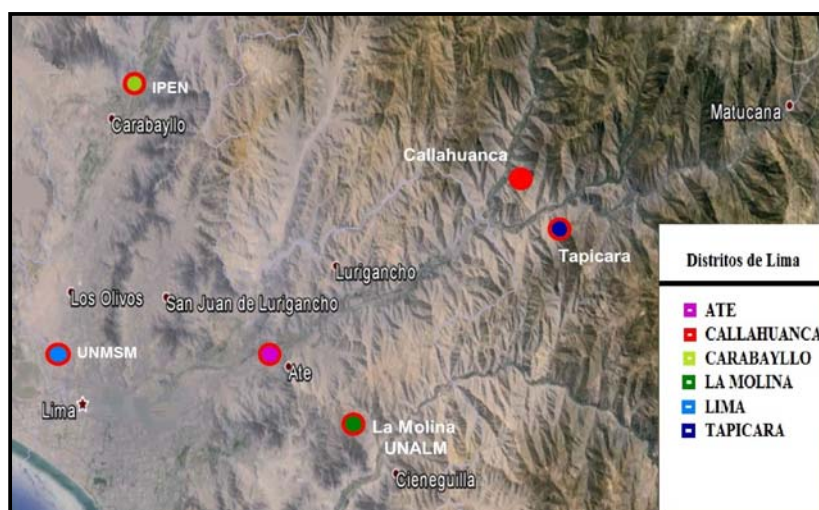 IPEN
Carabayllo
Matucana
Callahuanca
Tapicara
Lurigancho
Los Olivos
San Juan de Lurigancho
UNMSM
Ate
Lima
La Molina
UNALM
Cieneguilla
Distritos de Lima
ATE
CALLAHUANCA
CARABAYLLO
LA MOLINA
LIMA
TAPICARA